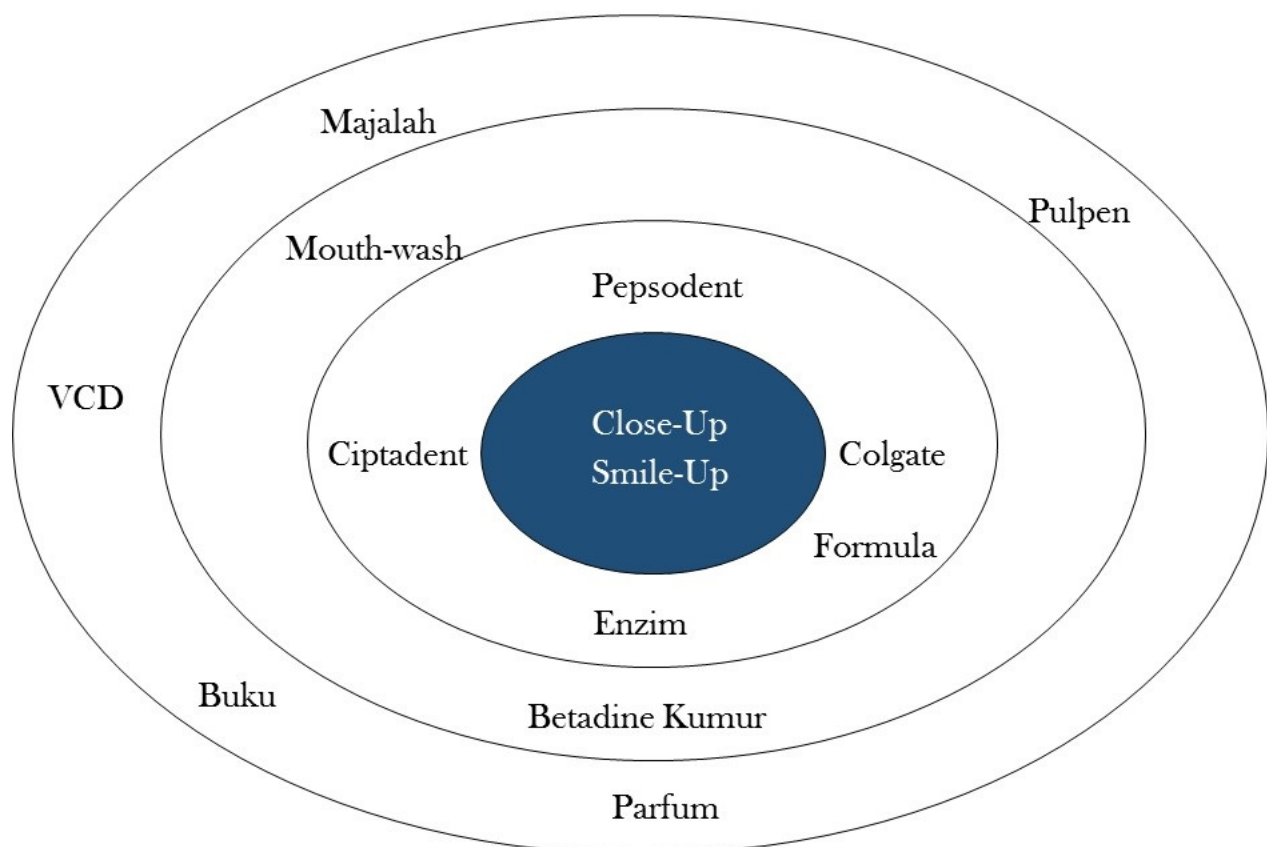 Majalah
Pulpen
Mouth-wash
Pepsodent
VCD
Close-Up
Smile-Up
Ciptadent
Colgate
Formula
Enzim
Buku
Betadine Kumur
Parfum